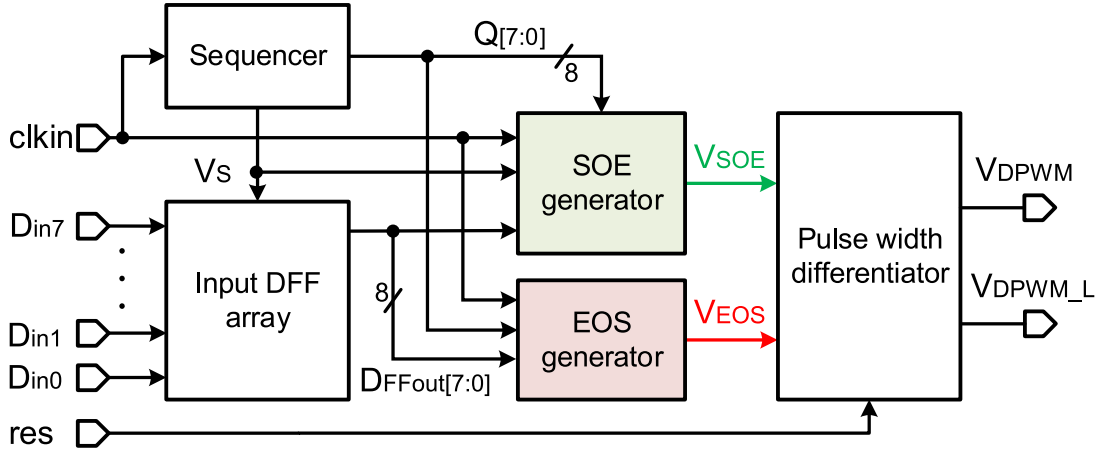 Sequencer
Q[7:0]
8
clkin
VS
SOE
generator
VSOE
VDPWM
Din7
Input DFF
array
8
Pulse width
differentiator
VDPWM_L
EOS
generator
VEOS
Din1
Din0
DFFout[7:0]
res